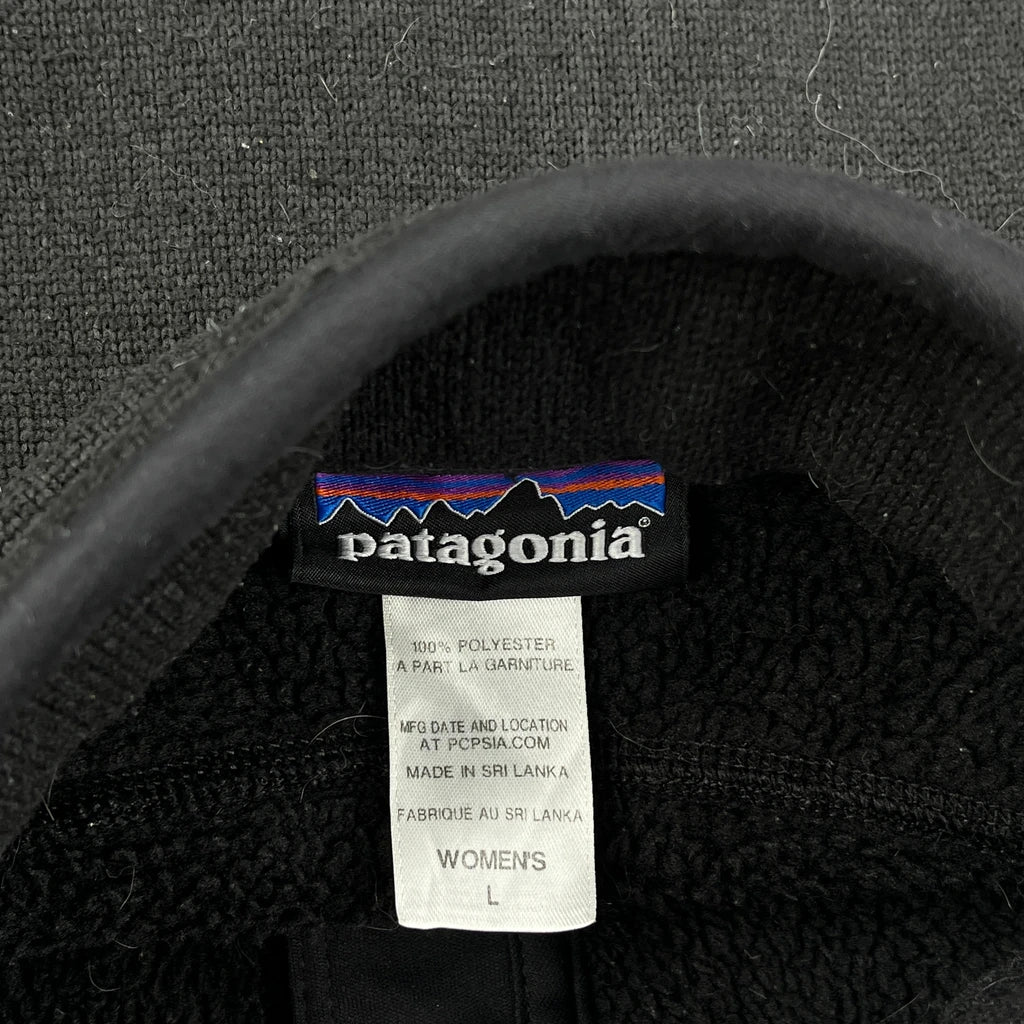 patagonia®
100% POLYESTER
A PART LA GARNITURE
MFG DATE AND LOCATION
AT PCPSIA.COM
MADE IN SRI LANKA
FABRIQUE AU SRI LANKA
WOMEN'S
L